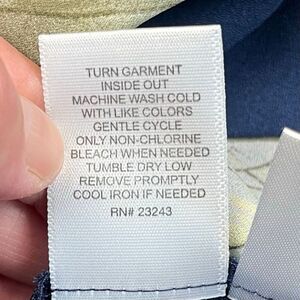 TURN GARMENT
INSIDE OUT
MACHINE WASH COLD
WITH LIKE COLORS
GENTLE CYCLE
ONLY NON-CHLORINE
BLEACH WHEN NEEDED
TUMBLE DRY LOW
REMOVE PROMPTLY
COOL IRON IF NEEDED
RN# 23243